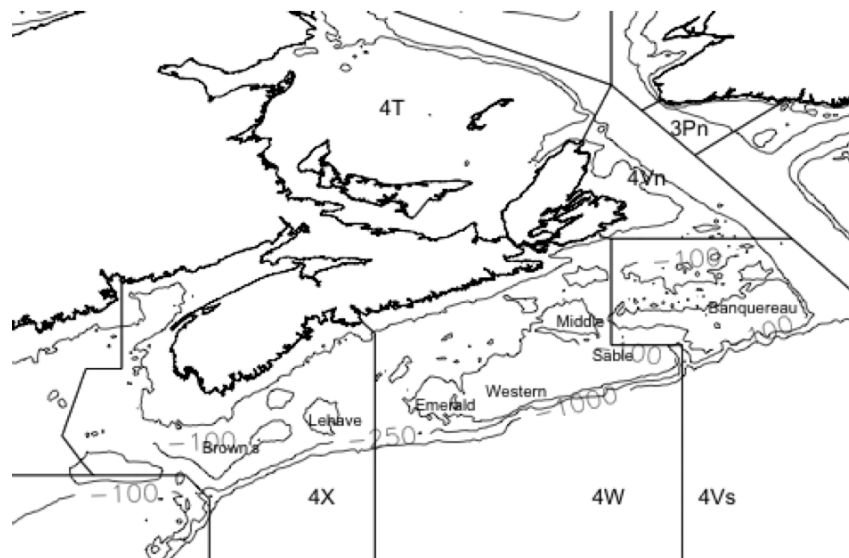 4T
3Pn
4Vn
-100
Banquereau
Middle
100
Sable
00
Western
Emerald
-1000
Lehave
-100
-250
Brown's
-100
4X
4W
4Vs